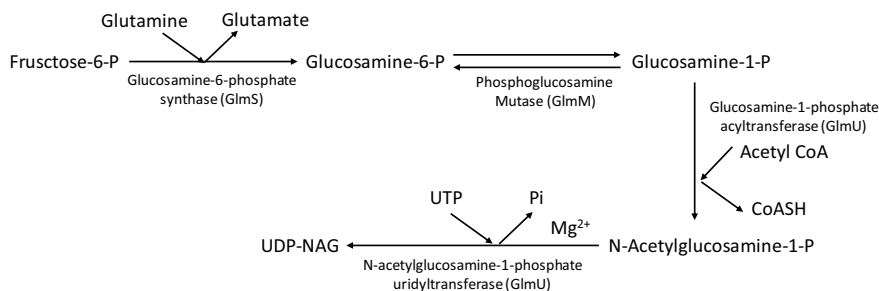 Glutamine
Glutamate
Frusctose-6-P
Glucosamine-6-phosphate
synthase (GlmS)
Glucosamine-6-P
Phosphoglucosamine
Mutase (GlmM)
Glucosamine-1-P
Glucosamine-1-phosphate
acyltransferase (GlmU)
Acetyl CoA
CoASH
UTP
Pi
Mg²⁺
UDP-NAG
N-Acetylglucosamine-1-P
N-acetylglucosamine-1-phosphate
uridyltransferase (GlmU)